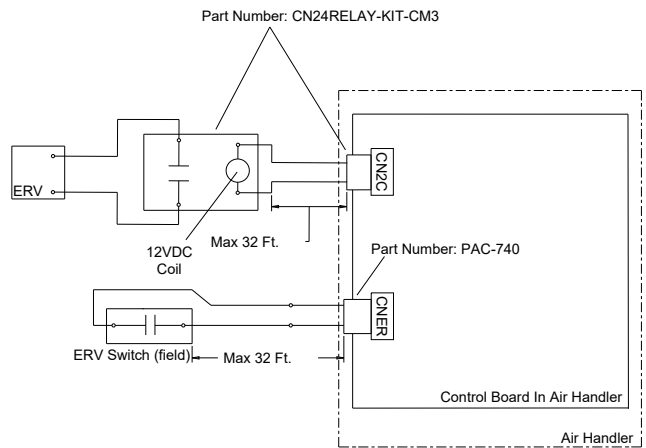 Part Number: CN24RELAY-KIT-CM3
CN2C
ERV
12VDC
Coil
Max 32 Ft.
Part Number: PAC-740
CNER
ERV Switch (field)
Max 32 Ft.
Control Board In Air Handler
Air Handler